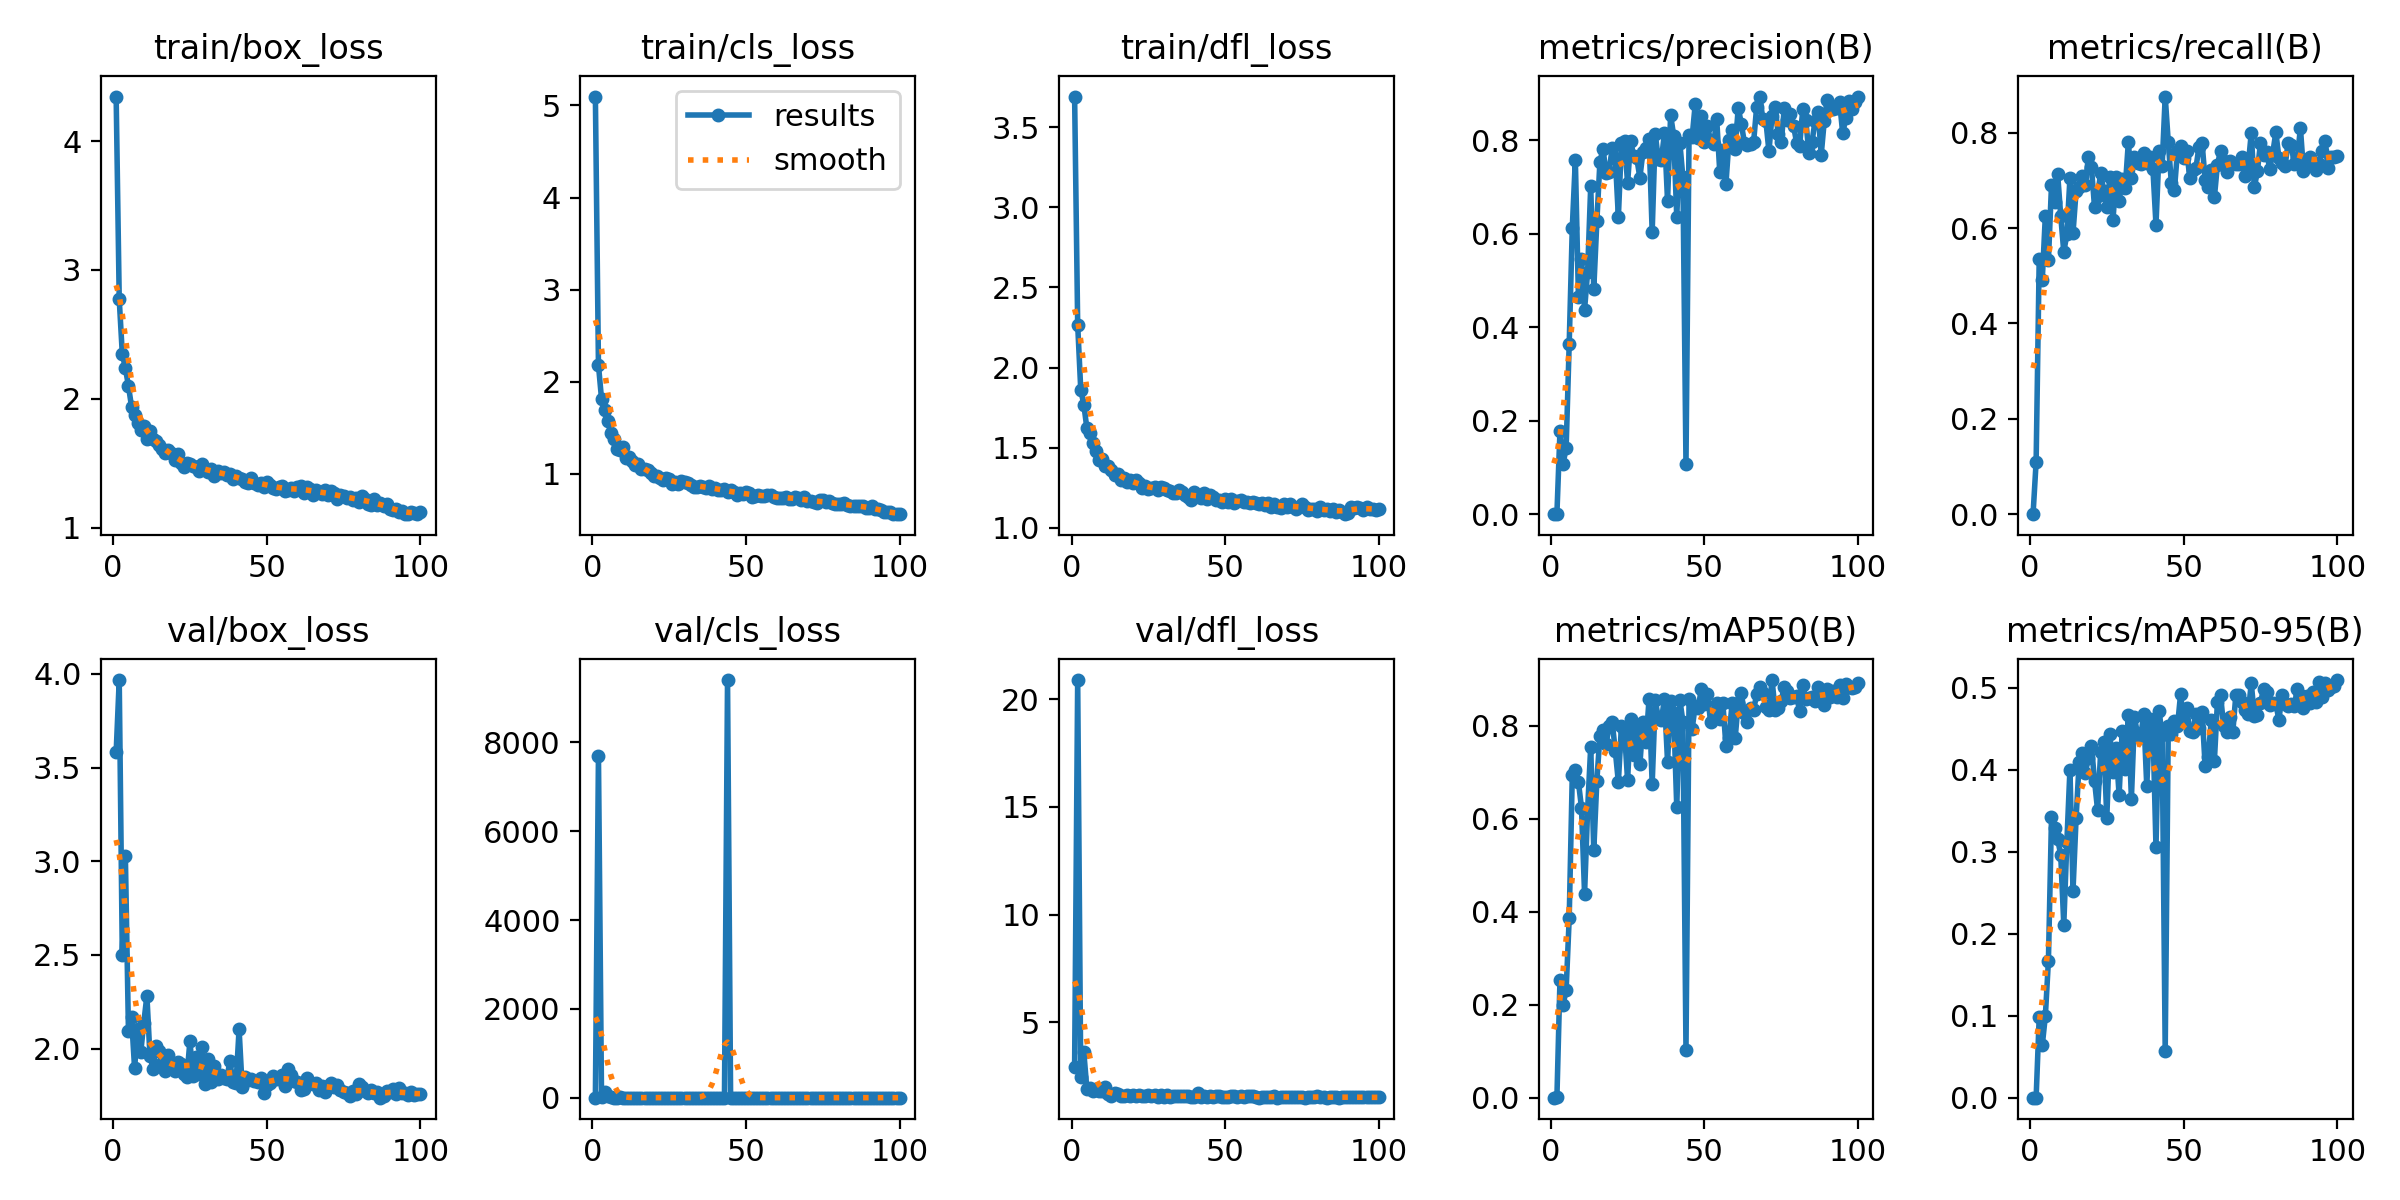 train/box_loss
4
3
2
1
0 50 100
train/cls_loss
results
smooth
5
4
3
2
1
0 50 100
train/dfl_loss
3.5
3.0
2.5
2.0
1.5
1.0
0 50 100
metrics/precision(B)
0.8
0.6
0.4
0.2
0.0
0 50 100
metrics/recall(B)
0.8
0.6
0.4
0.2
0.0
0 50 100
val/box_loss
4.0
3.5
3.0
2.5
2.0
0 50 100
val/cls_loss
8000
6000
4000
2000
0
0 50 100
val/dfl_loss
20
15
10
5
0 50 100
metrics/mAP50(B)
0.8
0.6
0.4
0.2
0.0
0 50 100
metrics/mAP50-95(B)
0.5
0.4
0.3
0.2
0.1
0.0
0 50 100